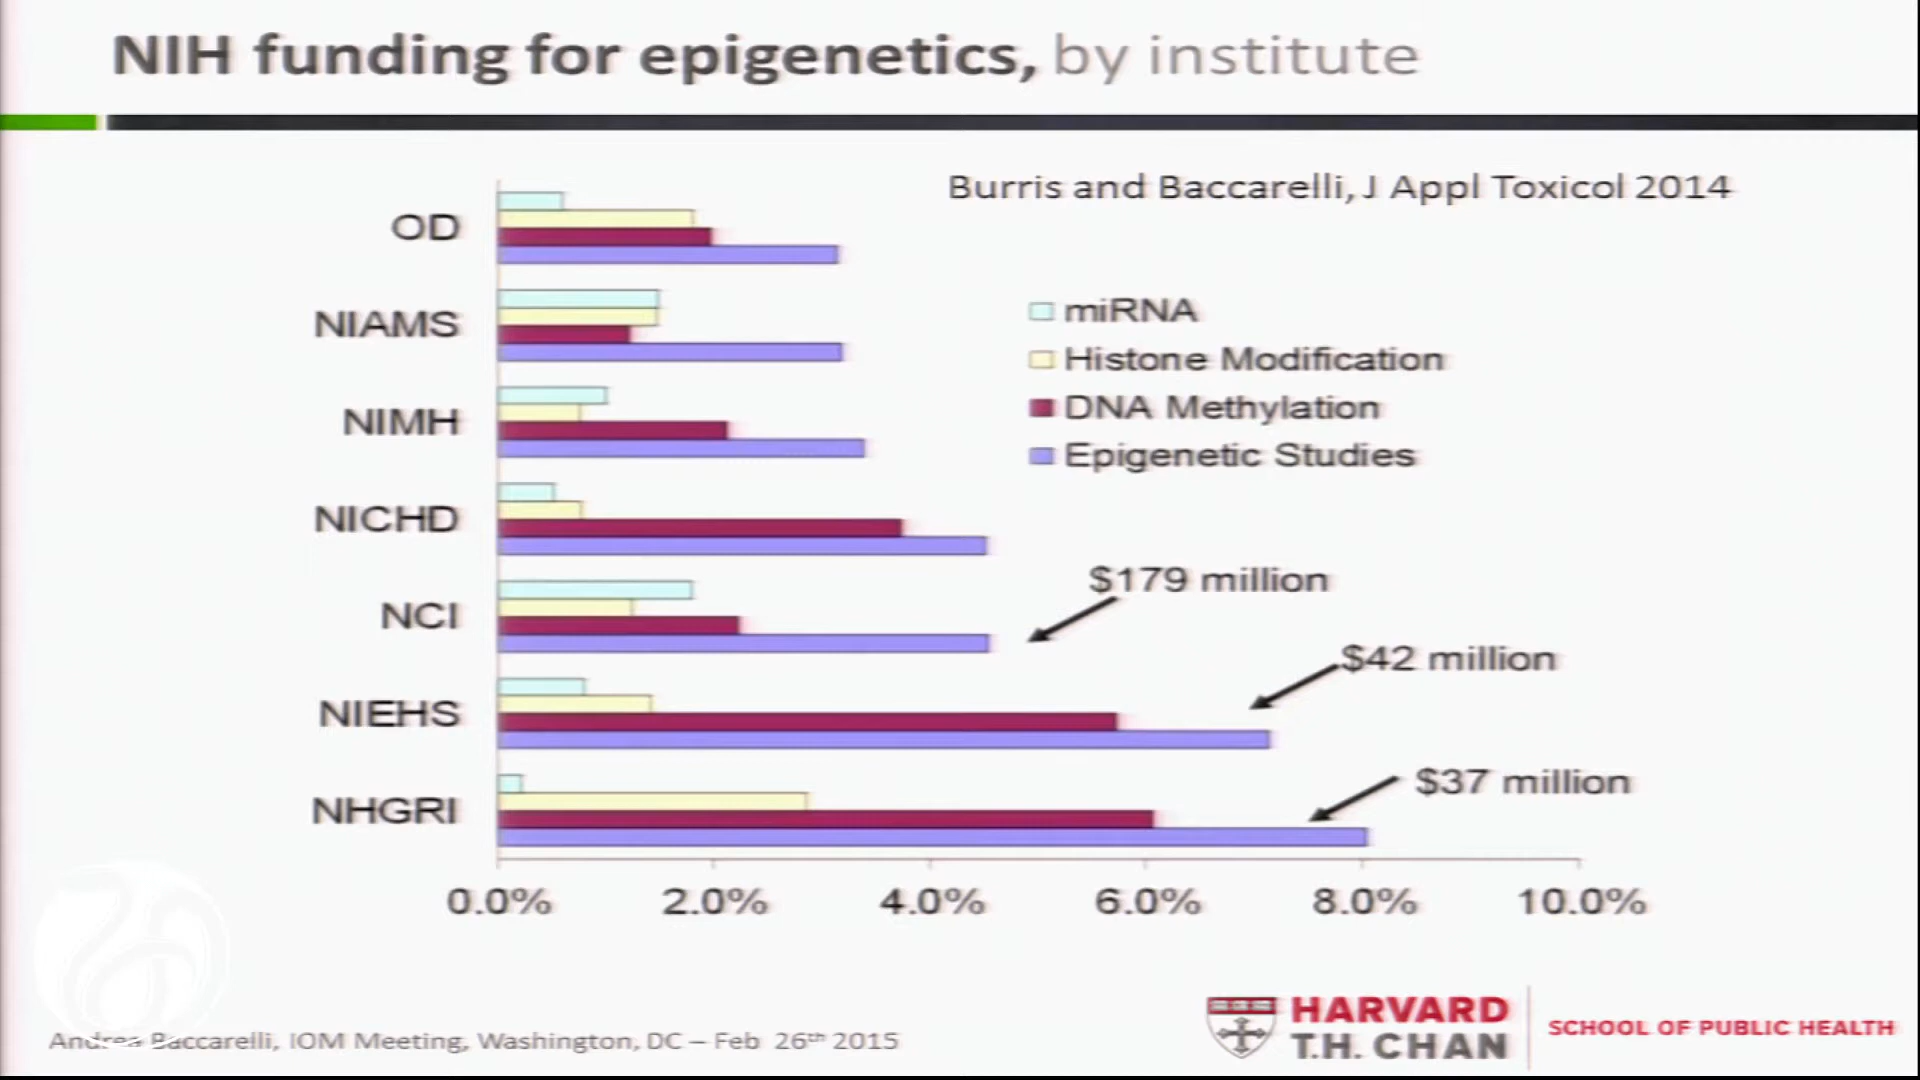 NIH funding for epigenetics, by institute
Burris and Baccarelli, J Appl Toxicol 2014
OD
NIAMS
NIMH
NICHD
NCI
NIEHS
NHGRI
miRNA
Histone Modification
DNA Methylation
Epigenetic Studies
$179 million
$42 million
$37 million
0.0% 2.0% 4.0% 6.0% 8.0% 10.0%
Andrea Baccarelli, IOM Meeting, Washington, DC – Feb 26th 2015
HARVARD
T.H. CHAN
SCHOOL OF PUBLIC HEALTH